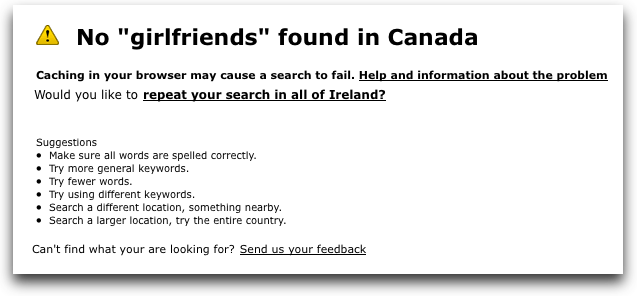 No "girlfriends" found in Canada
Caching in your browser may cause a search to fail. Help and information about the problem
Would you like to repeat your search in all of Ireland?
Suggestions
• Make sure all words are spelled correctly.
• Try more general keywords.
• Try fewer words.
• Try using different keywords.
• Search a different location, something nearby.
• Search a larger location, try the entire country.
Can't find what your are looking for? Send us your feedback